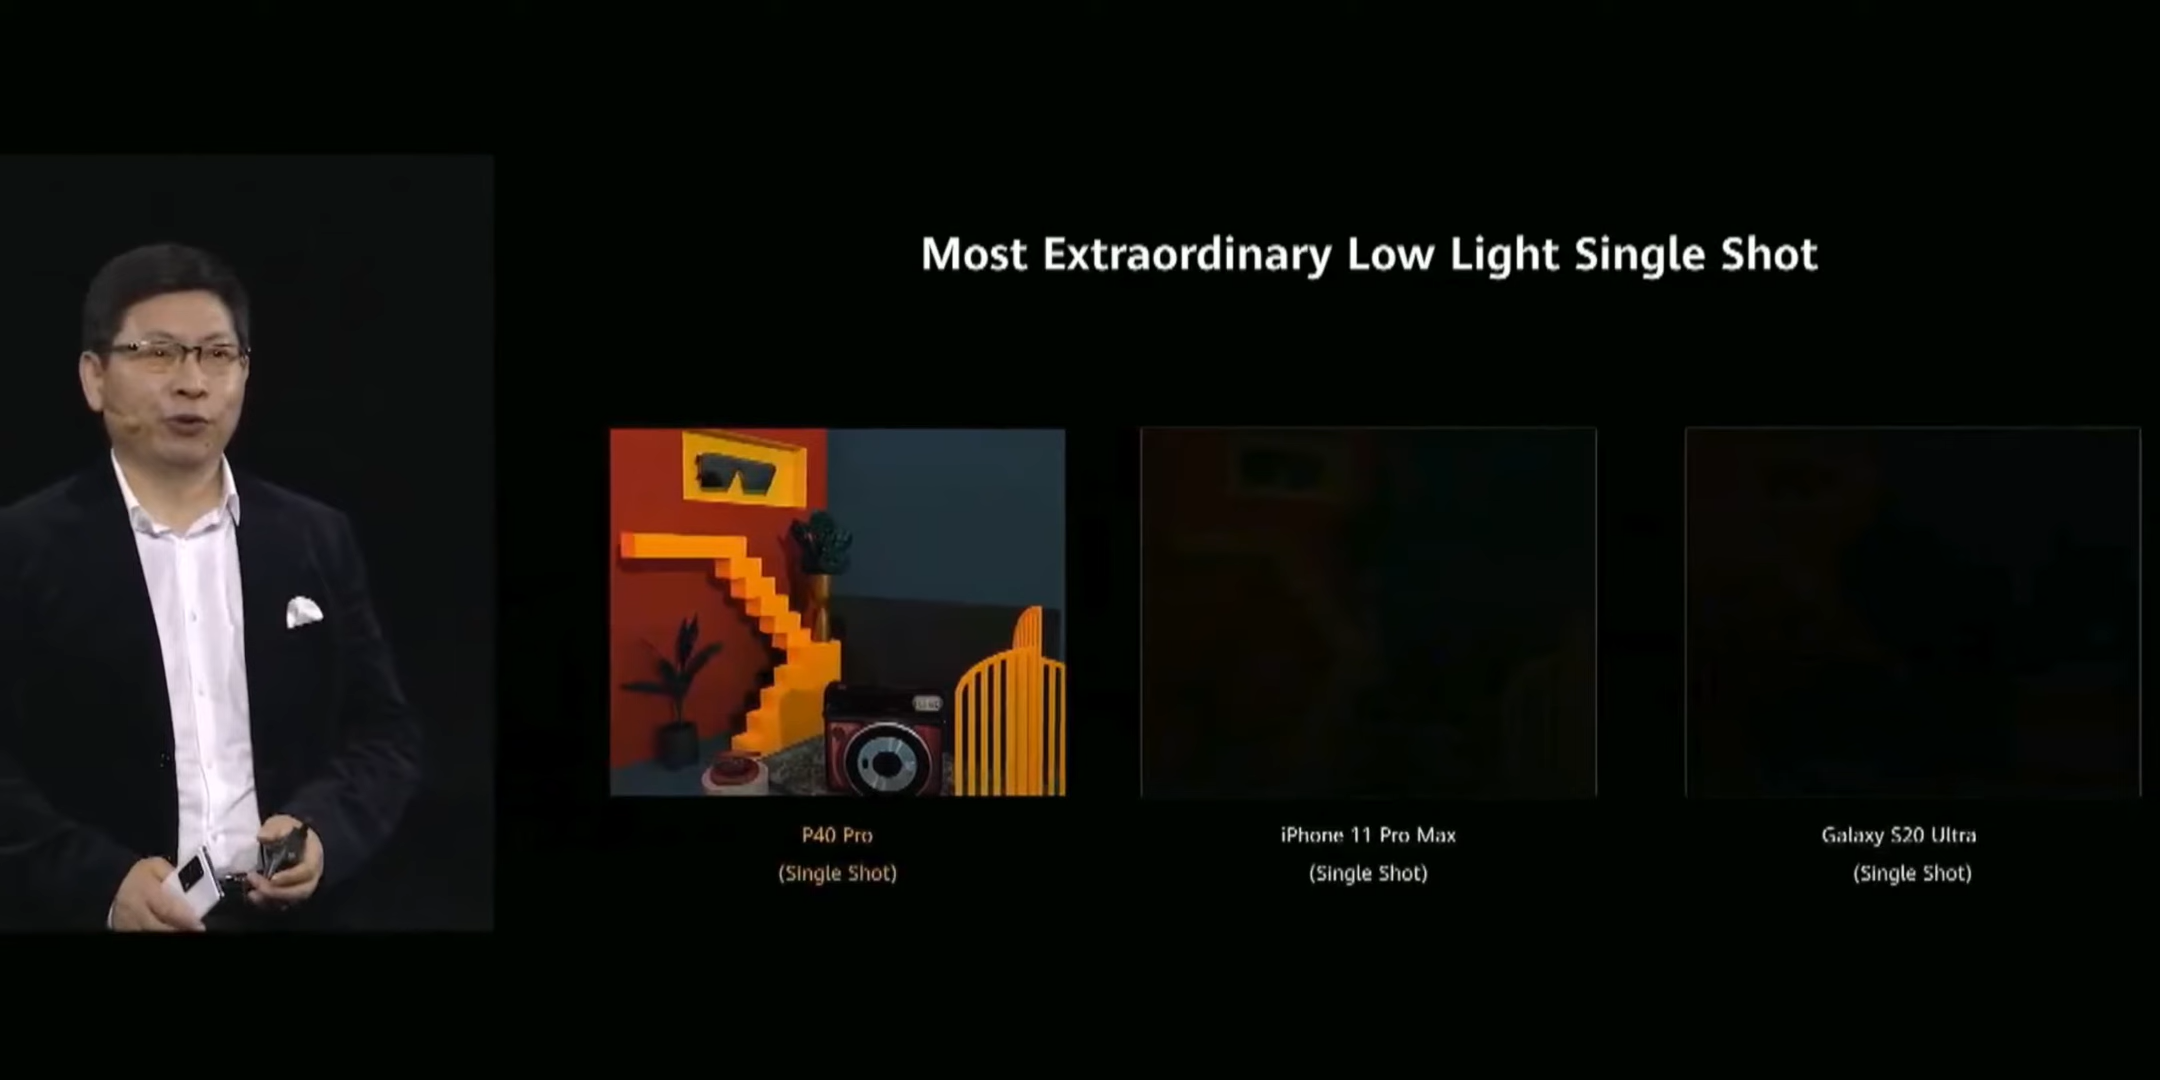 Most Extraordinary Low Light Single Shot
P40 Pro
(Single Shot)
iPhone 11 Pro Max
(Single Shot)
Galaxy S20 Ultra
(Single Shot)